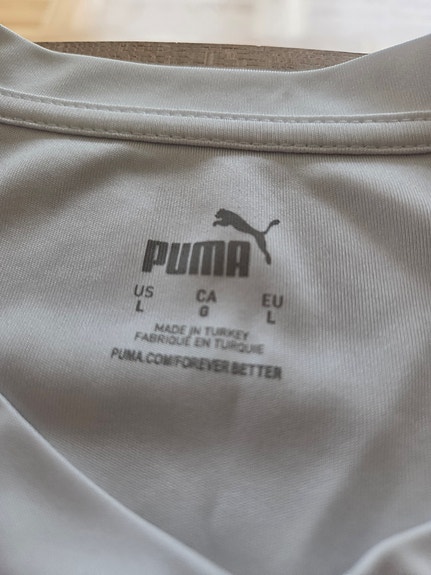 PUMA
US CA EU
L G L
MADE IN TURKEY
FABRIQUÉ EN TURQUIE
PUMA.COM/FOREVER BETTER